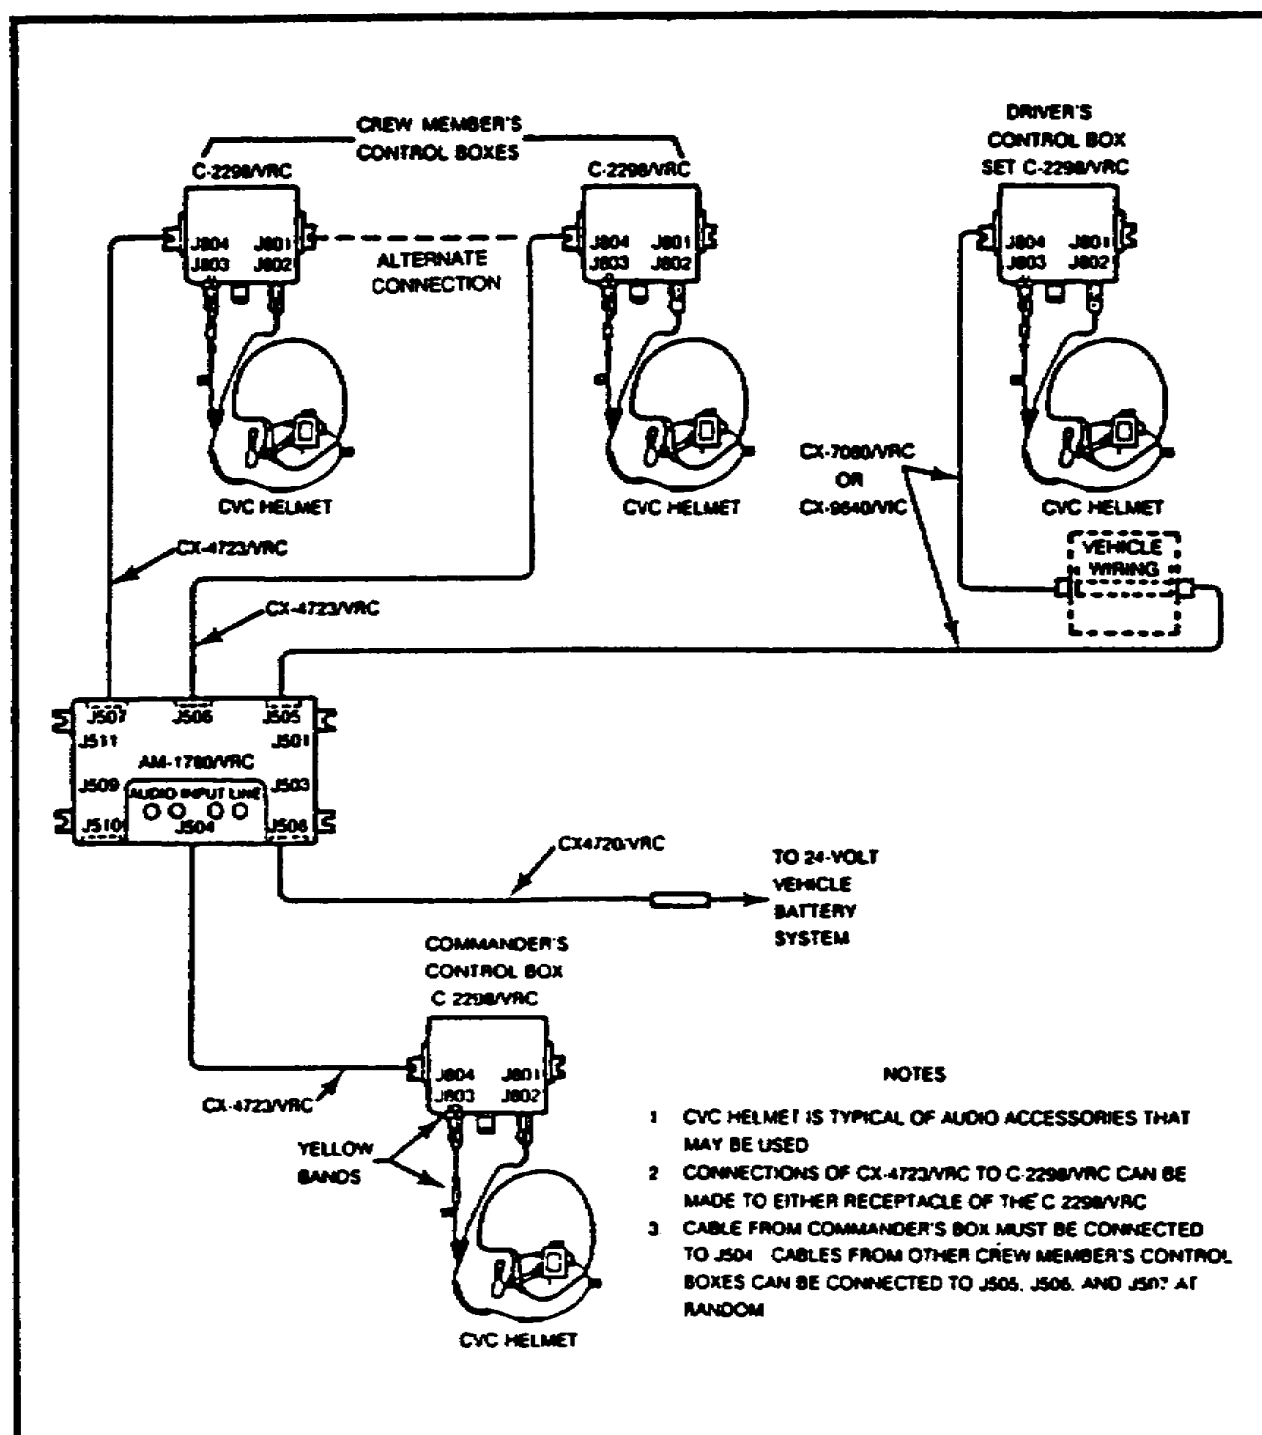 CREW MEMBER'S
CONTROL BOXES
C-2298/VRC
C-2298/VRC
DRIVER'S
CONTROL BOX
SET C-2298/VRC
J804 J801
J803 J802
J804 J801
J803 J802
J804 J801
J803 J802
ALTERNATE
CONNECTION
CVC HELMET
CVC HELMET
CVC HELMET
CX-7060/VRC
OR
CX-9640/VIC
VEHICLE
WIRING
CX-4723/VRC
CX-4723/VRC
J507 J506 J505
J511 J501
AM-1780/VRC
J509 J503
AUDIO INPUT LINE
J510 J504 J508
CX4720/VRC
TO 24-VOLT
VEHICLE
BATTERY
SYSTEM
COMMANDER'S
CONTROL BOX
C 2298/VRC
J804 J801
J803 J802
CX-4723/VRC
YELLOW
BANDS
CVC HELMET
NOTES
1 CVC HELMET IS TYPICAL OF AUDIO ACCESSORIES THAT
MAY BE USED
2 CONNECTIONS OF CX-4723/VRC TO C-2298/VRC CAN BE
MADE TO EITHER RECEPTACLE OF THE C 2298/VRC
3. CABLE FROM COMMANDER'S BOX MUST BE CONNECTED
TO J504 CABLES FROM OTHER CREW MEMBER'S CONTROL
BOXES CAN BE CONNECTED TO J505, J506, AND J507 AT
RANDOM